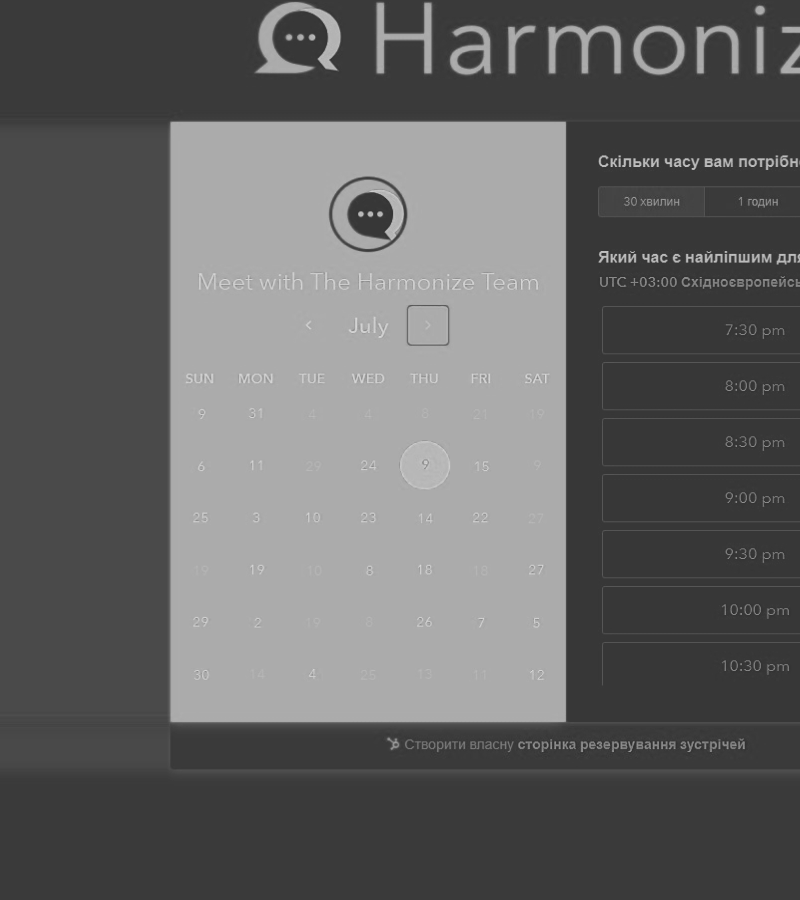 Harmoniz
Meet with The Harmonize Team
July
SUN MON TUE WED THU FRI SAT
9 31 4 4 8 21 19
6 11 29 24 9 15 9
25 3 10 23 14 22 27
19 19 10 8 18 18 27
29 2 19 8 26 7 5
30 14 4 25 13 11 12
Скільки часу вам потрібн
30 хвилин 1 годин
Який час є найліпшим для
UTC +03:00 Східноєвропейсь
7:30 pm
8:00 pm
8:30 pm
9:00 pm
9:30 pm
10:00 pm
10:30 pm
Створити власну сторінка резервування зустрічей